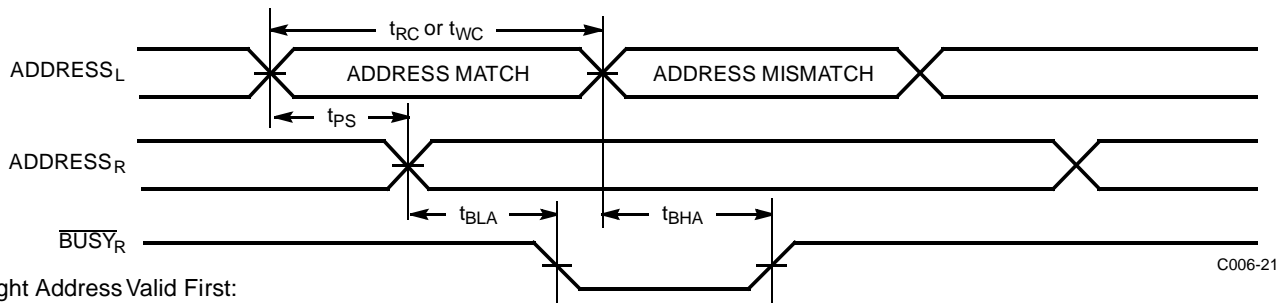 tRC or tWC
ADDRESSL
ADDRESS MATCH
ADDRESS MISMATCH
tPS
ADDRESSR
tBLA
tBHA
BUSYR
C006-21
ght Address Valid First: